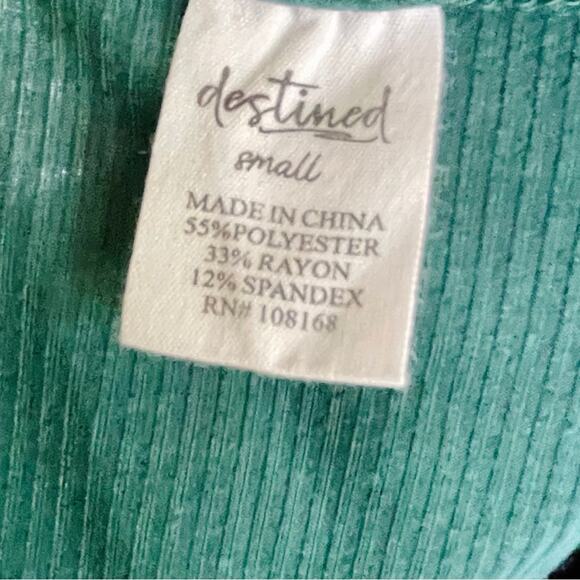 destined
small
MADE IN CHINA
55%POLYESTER
33% RAYON
12% SPANDEX
RN# 108168